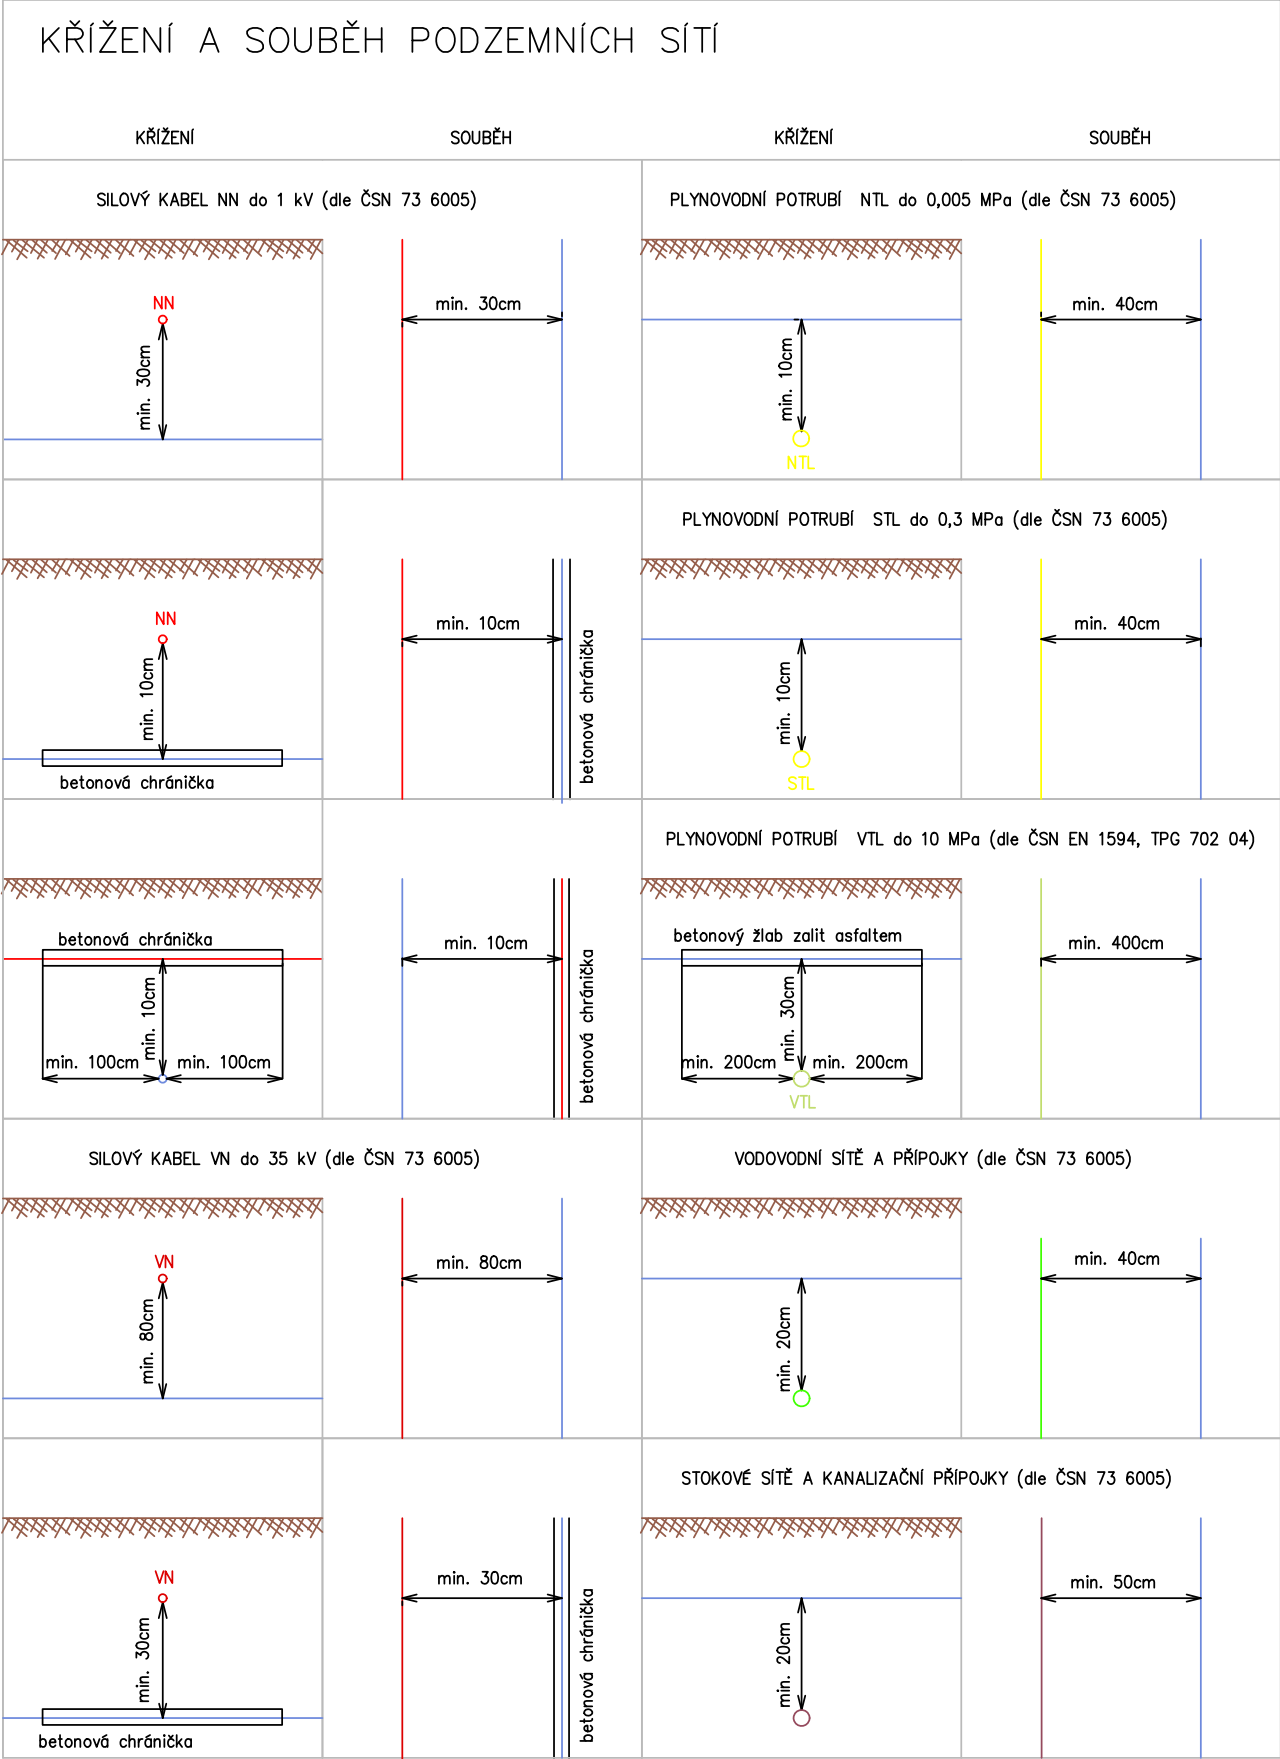 KŘÍŽENÍ A SOUBĚH PODZEMNÍCH SÍTÍ
KŘÍŽENÍ
SOUBĚH
KŘÍŽENÍ
SOUBĚH
SILOVÝ KABEL NN do 1 kV (dle ČSN 73 6005)
NN
min. 30cm
min. 30cm
PLYNOVODNÍ POTRUBÍ NTL do 0,005 MPa (dle ČSN 73 6005)
min. 10cm
NTL
min. 40cm
NN
min. 10cm
betonová chránička
min. 10cm
betonová chránička
PLYNOVODNÍ POTRUBÍ STL do 0,3 MPa (dle ČSN 73 6005)
min. 10cm
STL
min. 40cm
betonová chránička
min. 10cm
min. 100cm
min. 100cm
min. 10cm
betonová chránička
PLYNOVODNÍ POTRUBÍ VTL do 10 MPa (dle ČSN EN 1594, TPG 702 04)
betonový žlab zalit asfaltem
min. 30cm
min. 200cm
min. 200cm
VTL
min. 400cm
SILOVÝ KABEL VN do 35 kV (dle ČSN 73 6005)
VN
min. 80cm
min. 80cm
VODOVODNÍ SÍTĚ A PŘÍPOJKY (dle ČSN 73 6005)
min. 20cm
min. 40cm
VN
min. 30cm
betonová chránička
min. 30cm
betonová chránička
STOKOVÉ SÍTĚ A KANALIZAČNÍ PŘÍPOJKY (dle ČSN 73 6005)
min. 20cm
min. 50cm